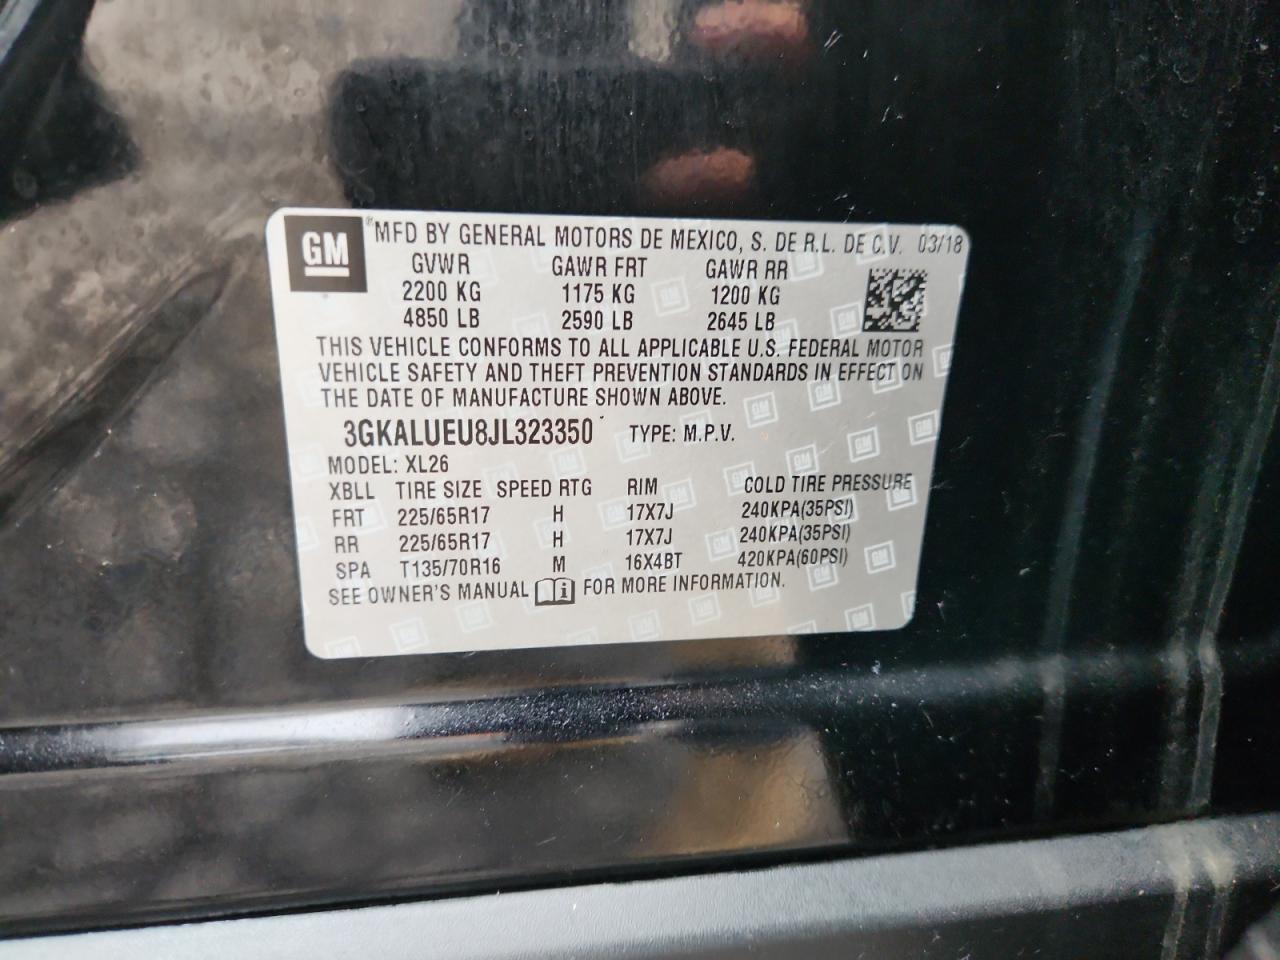 GM ® MFD BY GENERAL MOTORS DE MEXICO, S. DE R.L. DE C.V. 03/18
GVWR GAWR FRT GAWR RR
2200 KG 1175 KG 1200 KG
4850 LB 2590 LB 2645 LB
THIS VEHICLE CONFORMS TO ALL APPLICABLE U.S. FEDERAL MOTOR
VEHICLE SAFETY AND THEFT PREVENTION STANDARDS IN EFFECT ON
THE DATE OF MANUFACTURE SHOWN ABOVE.
3GKALUEU8JL323350 TYPE: M.P.V.
MODEL: XL26
XBLL TIRE SIZE SPEED RTG RIM COLD TIRE PRESSURE
FRT 225/65R17 H 17X7J 240KPA(35PSI)
RR 225/65R17 H 17X7J 240KPA(35PSI)
SPA T135/70R16 M 16X4BT 420KPA(60PSI)
SEE OWNER'S MANUAL i FOR MORE INFORMATION.